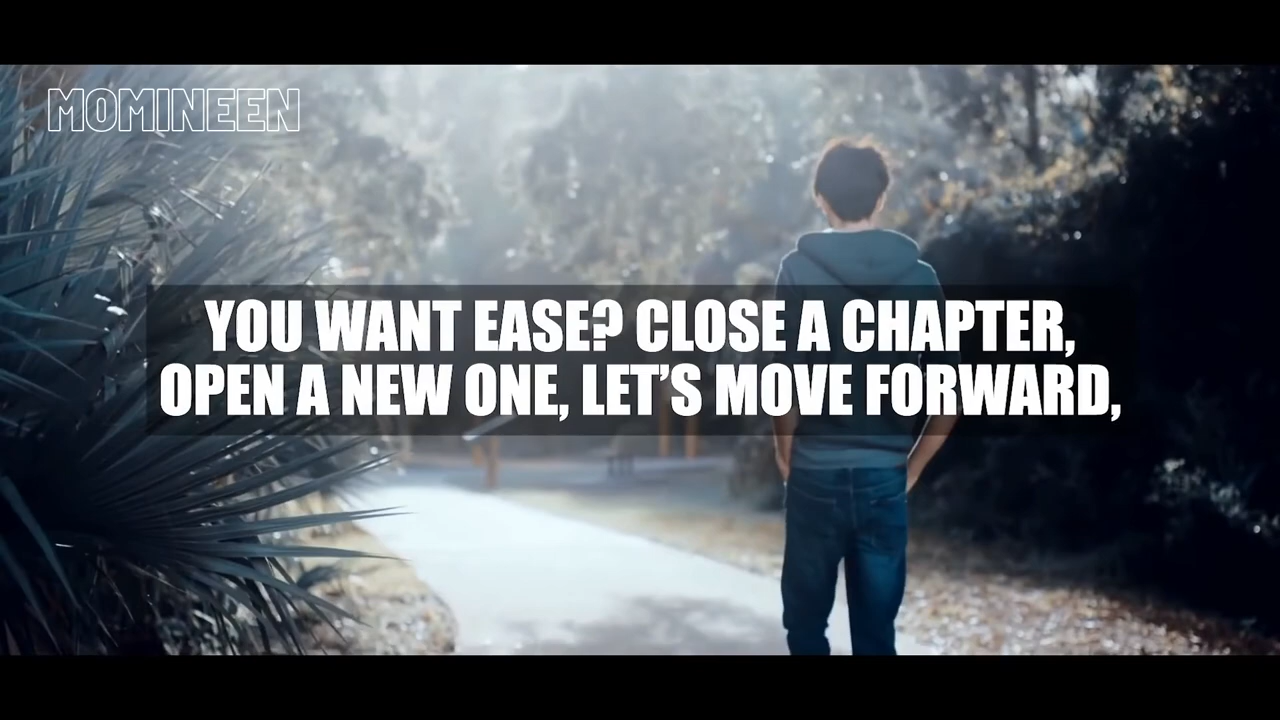 MOMINEEN
YOU WANT EASE? CLOSE A CHAPTER,
OPEN A NEW ONE, LET’S MOVE FORWARD,